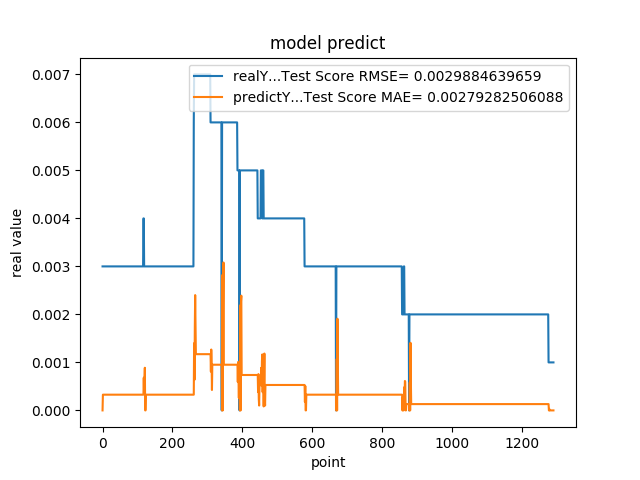 model predict
realY...Test Score RMSE= 0.0029884639659
predictY...Test Score MAE= 0.00279282506088
0.007
0.006
0.005
0.004
0.003
0.002
0.001
0.000
real value
0 200 400 600 800 1000 1200
point